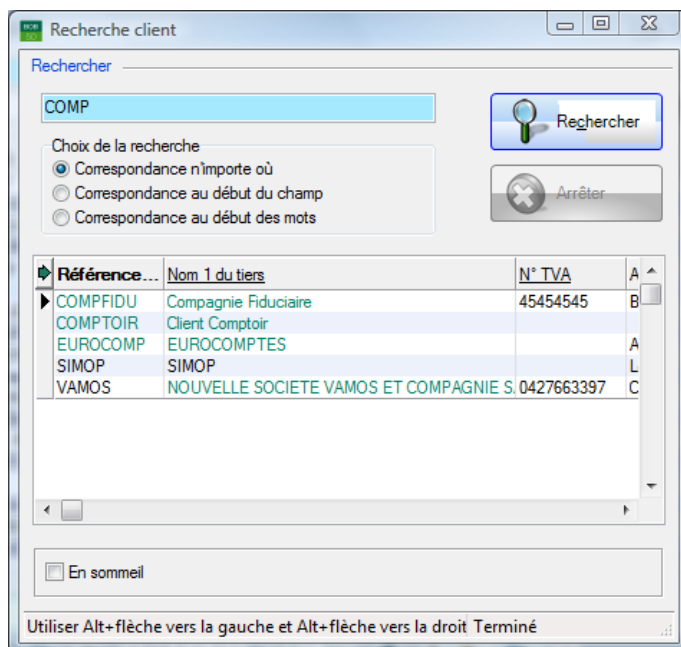 BOB
50
Recherche client
Rechercher
COMP
Rechercher
Choix de la recherche
Correspondance n'importe où
Correspondance au début du champ
Correspondance au début des mots
Arrêter
Référence... Nom 1 du tiers N° TVA A
COMPFIDU Compagnie Fiduciaire 45454545 B
COMPTOIR Client Comptoir
EUROCOMP EUROCOMPTES A
SIMOP SIMOP L
VAMOS NOUVELLE SOCIETE VAMOS ET COMPAGNIE S. 0427663397 C
En sommeil
Utiliser Alt+flèche vers la gauche et Alt+flèche vers la droit Terminé